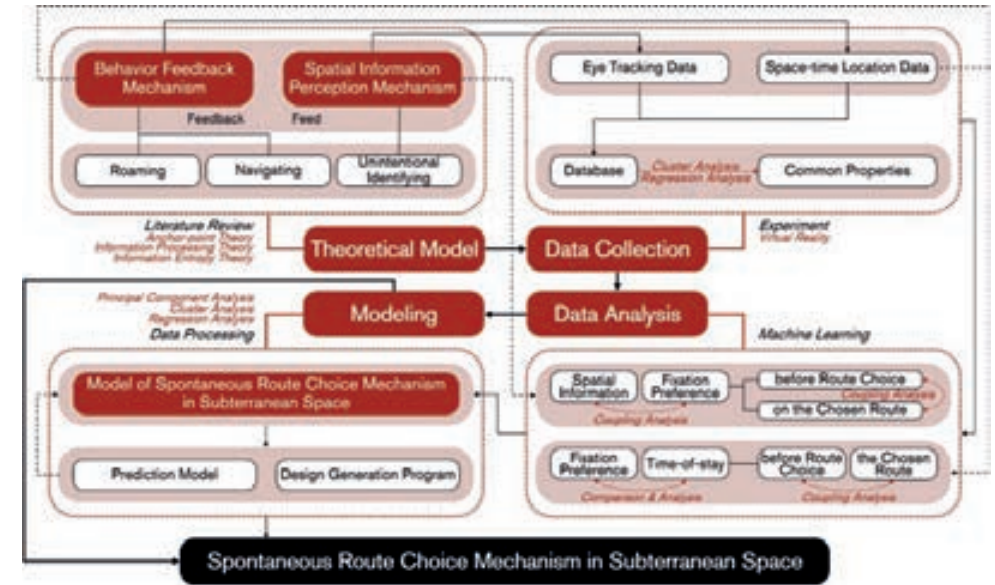 Behavior Feedback
Mechanism
Spatial Information
Perception Mechanism
Feedback
Feed
Roaming
Navigating
Unintentional
Identifying
Eye Tracking Data
Space-time Location Data
Database
Cluster Analysis
Regression Analysis
Common Properties
Literature Review
Anchor-point Theory
Information Processing Theory
Information Entropy Theory
Theoretical Model
Data Collection
Experiment
Virtual Reality
Principal Component Analysis
Cluster Analysis
Regression Analysis
Data Processing
Modeling
Data Analysis
Machine Learning
Model of Spontaneous Route Choice Mechanism
in Subterranean Space
Prediction Model
Design Generation Program
Spatial
Information
Fixation
Preference
before Route Choice
Coupling Analysis
on the Chosen Route
Coupling Analysis
Fixation
Preference
Time-of-stay
before Route
Choice
the Chosen
Route
Comparison & Analysis
Coupling Analysis
Spontaneous Route Choice Mechanism in Subterranean Space